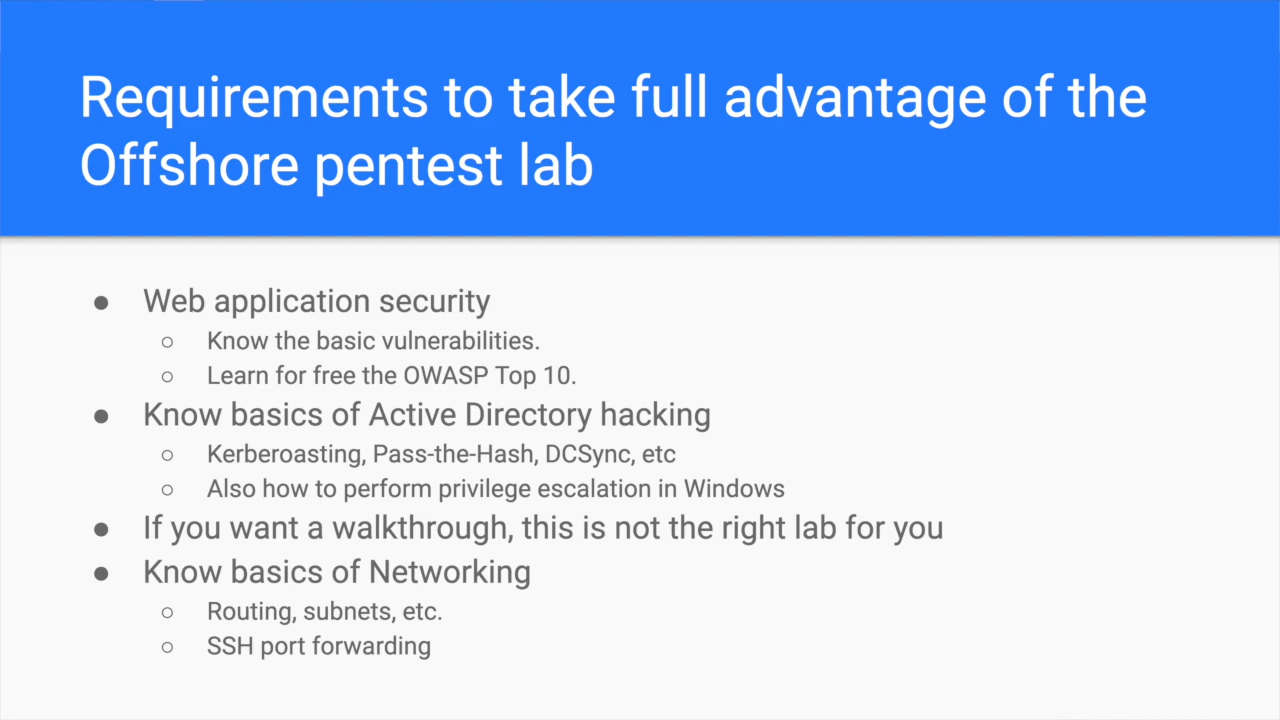 Requirements to take full advantage of the
Offshore pentest lab
● Web application security
○ Know the basic vulnerabilities.
○ Learn for free the OWASP Top 10.
● Know basics of Active Directory hacking
○ Kerberoasting, Pass-the-Hash, DCSync, etc
○ Also how to perform privilege escalation in Windows
● If you want a walkthrough, this is not the right lab for you
● Know basics of Networking
○ Routing, subnets, etc.
○ SSH port forwarding